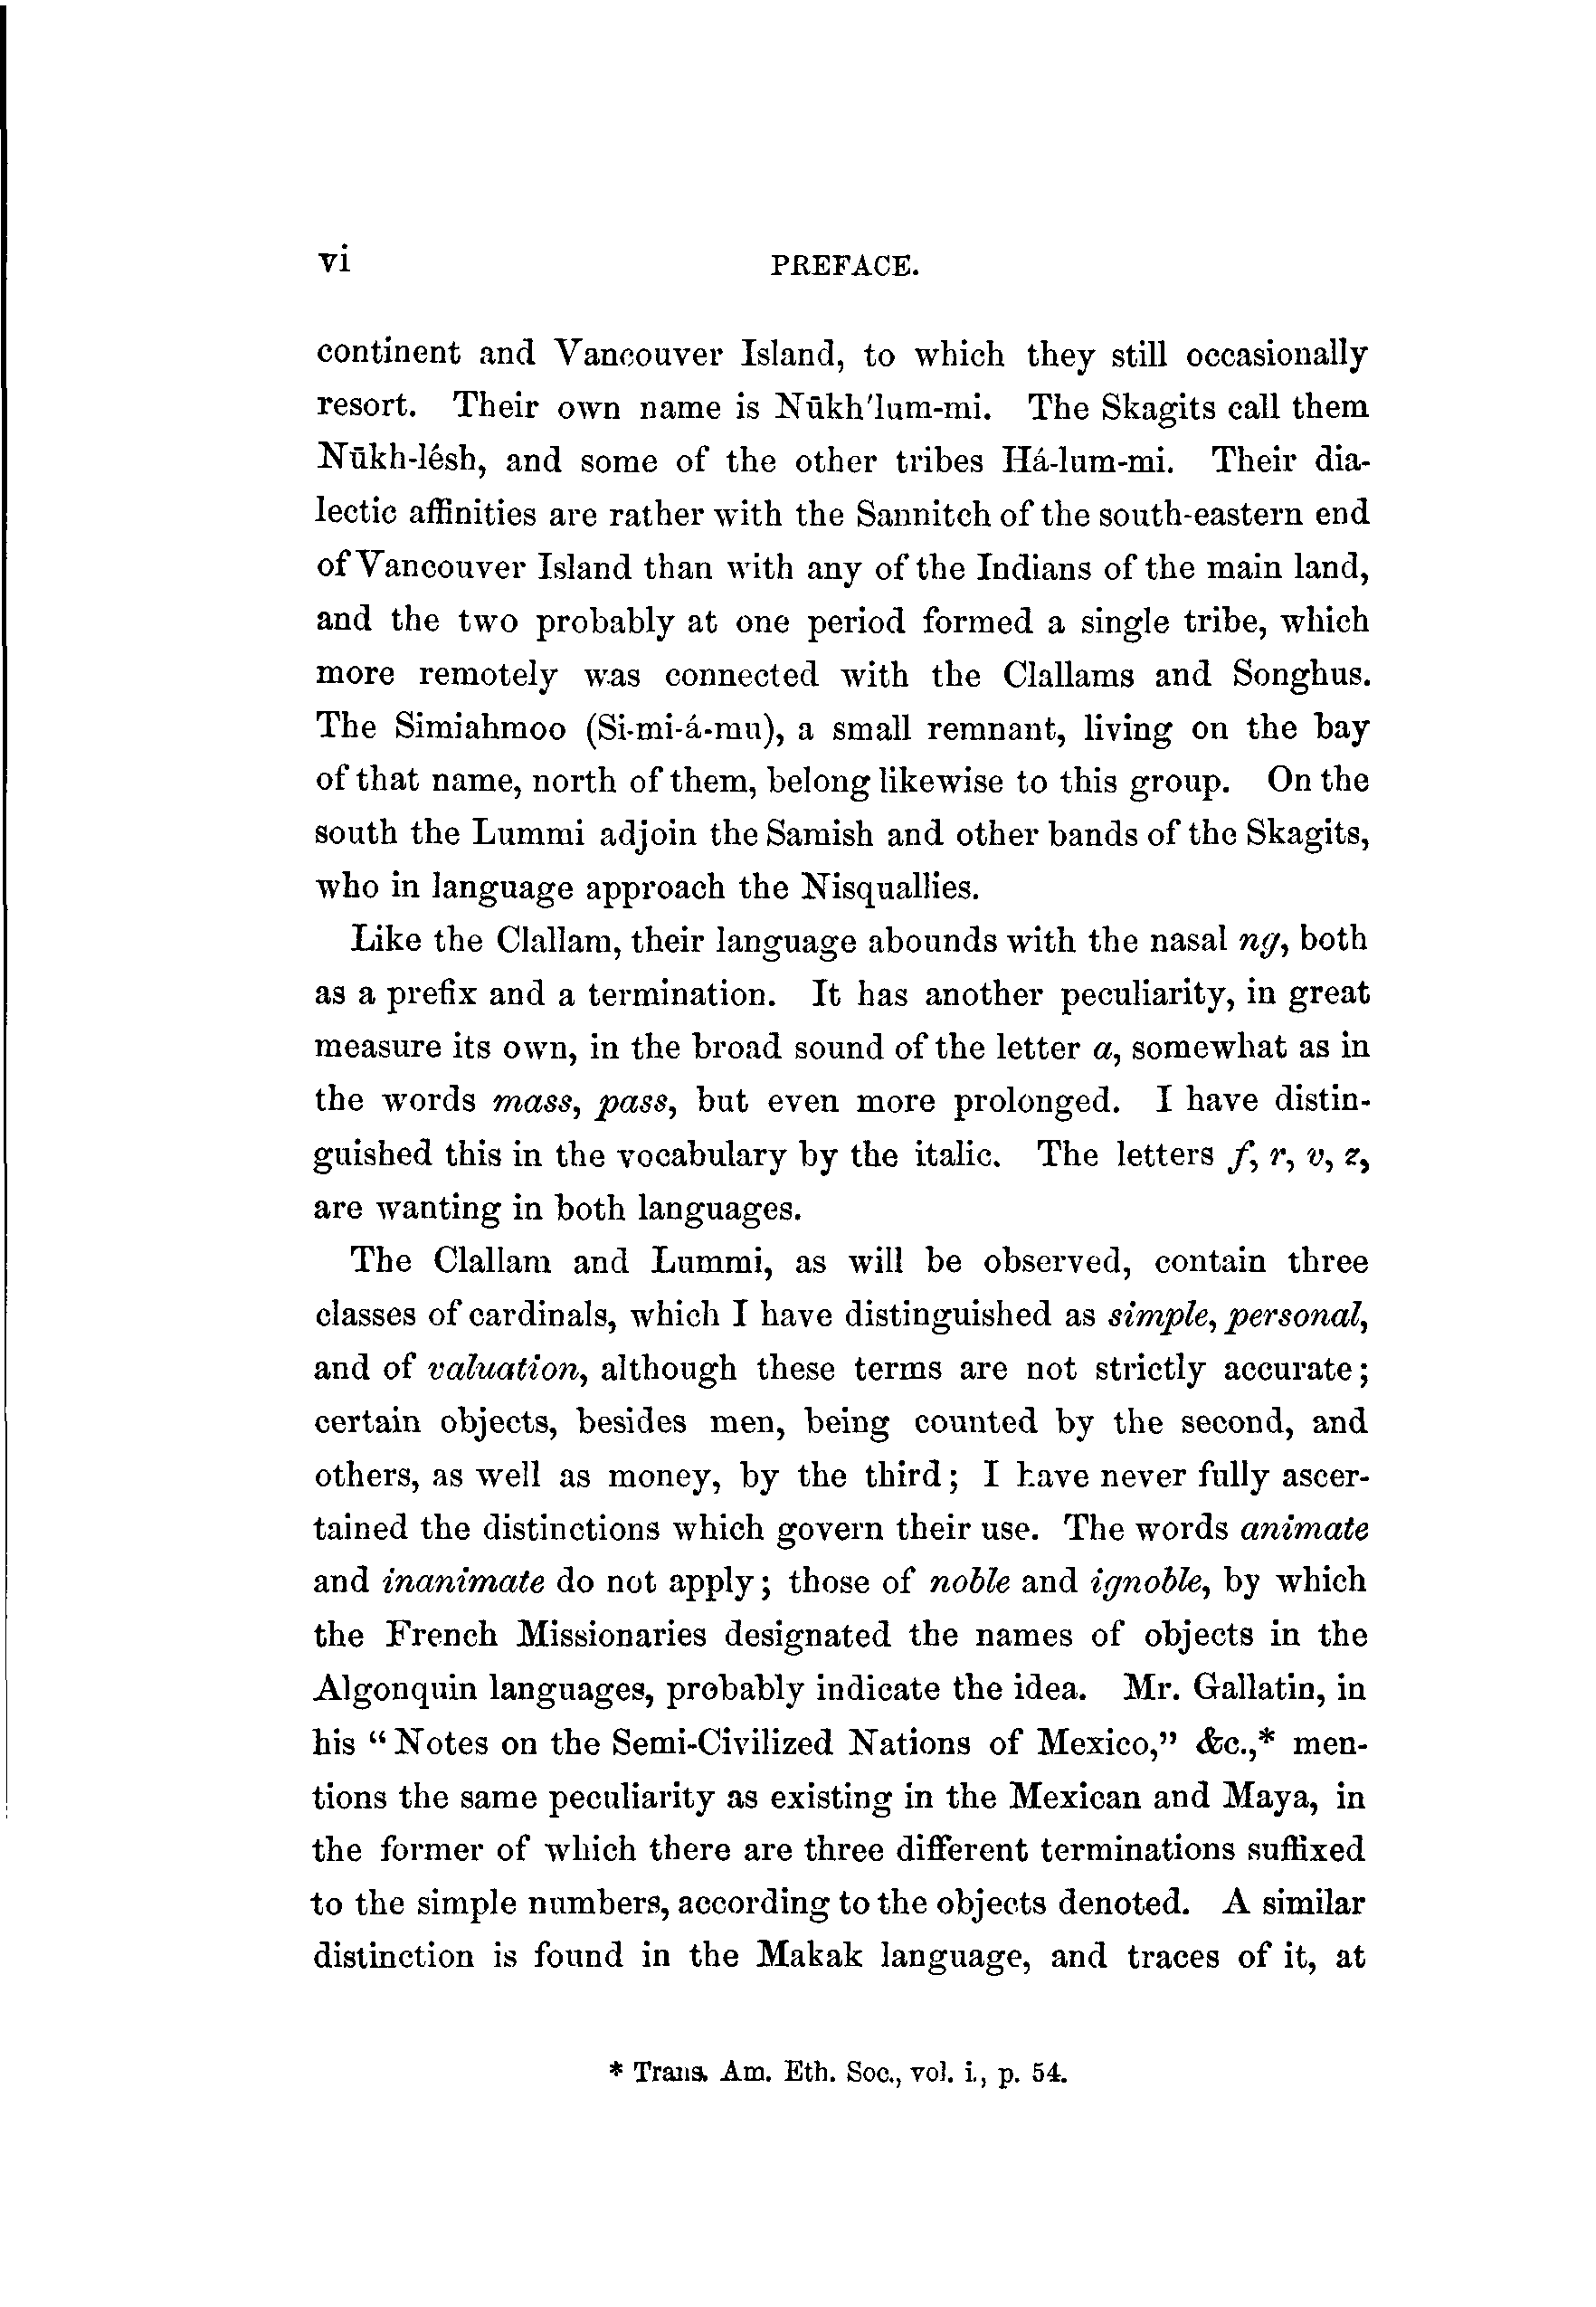 vi PREFACE.
continent and Vancouver Island, to which they still occasionally
resort. Their own name is Nūkh'lum-mi. The Skagits call them
Nūkh-lésh, and some of the other tribes Há-lum-mi. Their dia-
lectic affinities are rather with the Sannitch of the south-eastern end
of Vancouver Island than with any of the Indians of the main land,
and the two probably at one period formed a single tribe, which
more remotely was connected with the Clallams and Songhus.
The Simiahmoo (Si-mi-á-mu), a small remnant, living on the bay
of that name, north of them, belong likewise to this group. On the
south the Lummi adjoin the Samish and other bands of the Skagits,
who in language approach the Nisquallies.
Like the Clallam, their language abounds with the nasal ng, both
as a prefix and a termination. It has another peculiarity, in great
measure its own, in the broad sound of the letter a, somewhat as in
the words mass, pass, but even more prolonged. I have distin-
guished this in the vocabulary by the italic. The letters f, r, v, z,
are wanting in both languages.
The Clallam and Lummi, as will be observed, contain three
classes of cardinals, which I have distinguished as simple, personal,
and of valuation, although these terms are not strictly accurate;
certain objects, besides men, being counted by the second, and
others, as well as money, by the third; I have never fully ascer-
tained the distinctions which govern their use. The words animate
and inanimate do not apply; those of noble and ignoble, by which
the French Missionaries designated the names of objects in the
Algonquin languages, probably indicate the idea. Mr. Gallatin, in
his "Notes on the Semi-Civilized Nations of Mexico," &c.,* men-
tions the same peculiarity as existing in the Mexican and Maya, in
the former of which there are three different terminations suffixed
to the simple numbers, according to the objects denoted. A similar
distinction is found in the Makak language, and traces of it, at
* Trans. Am. Eth. Soc., vol. i., p. 54.